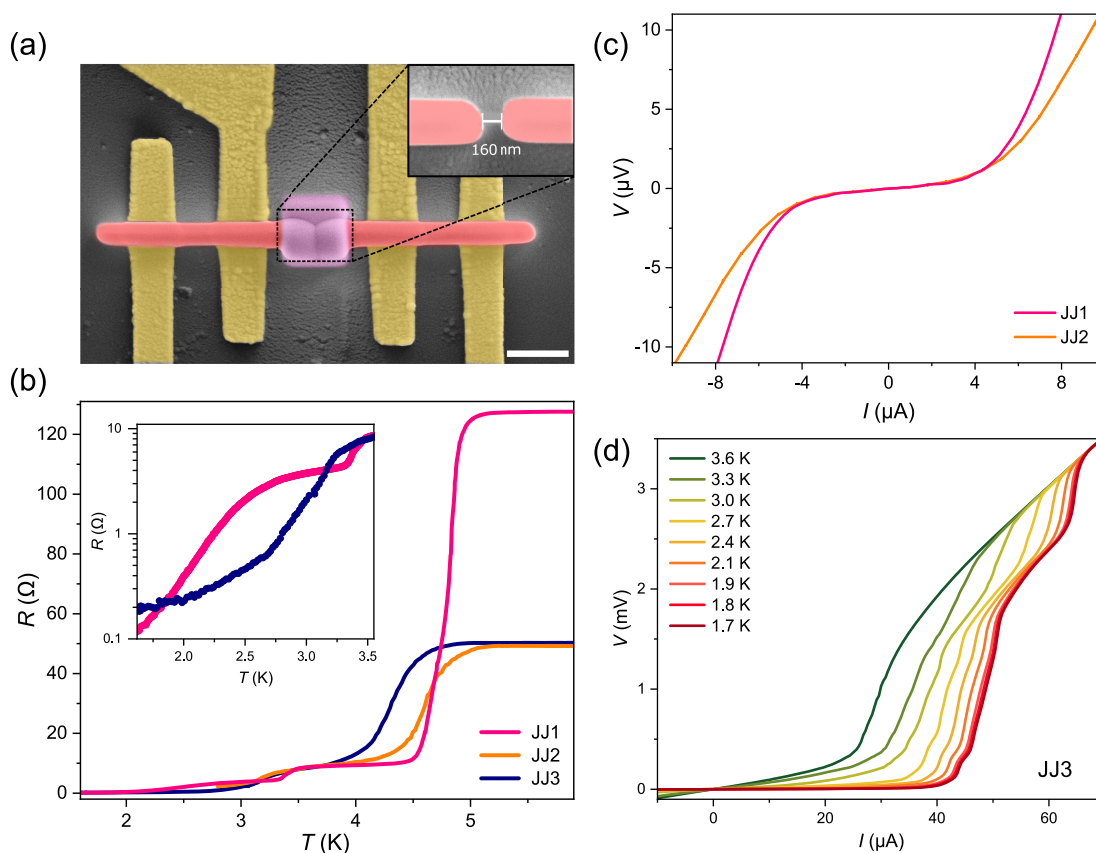 (a)
160 nm
(b)
R (Ω)
120
100
80
60
40
20
0
2
3
4
5
T (K)
10
1
0.1
R (Ω)
2.0
2.5
3.0
3.5
T (K)
JJ1
JJ2
JJ3
(c)
V (µV)
10
5
0
-5
-10
-8
-4
0
4
8
I (µA)
JJ1
JJ2
(d)
V (mV)
3
2
1
0
0
20
40
60
I (µA)
3.6 K
3.3 K
3.0 K
2.7 K
2.4 K
2.1 K
1.9 K
1.8 K
1.7 K
JJ3